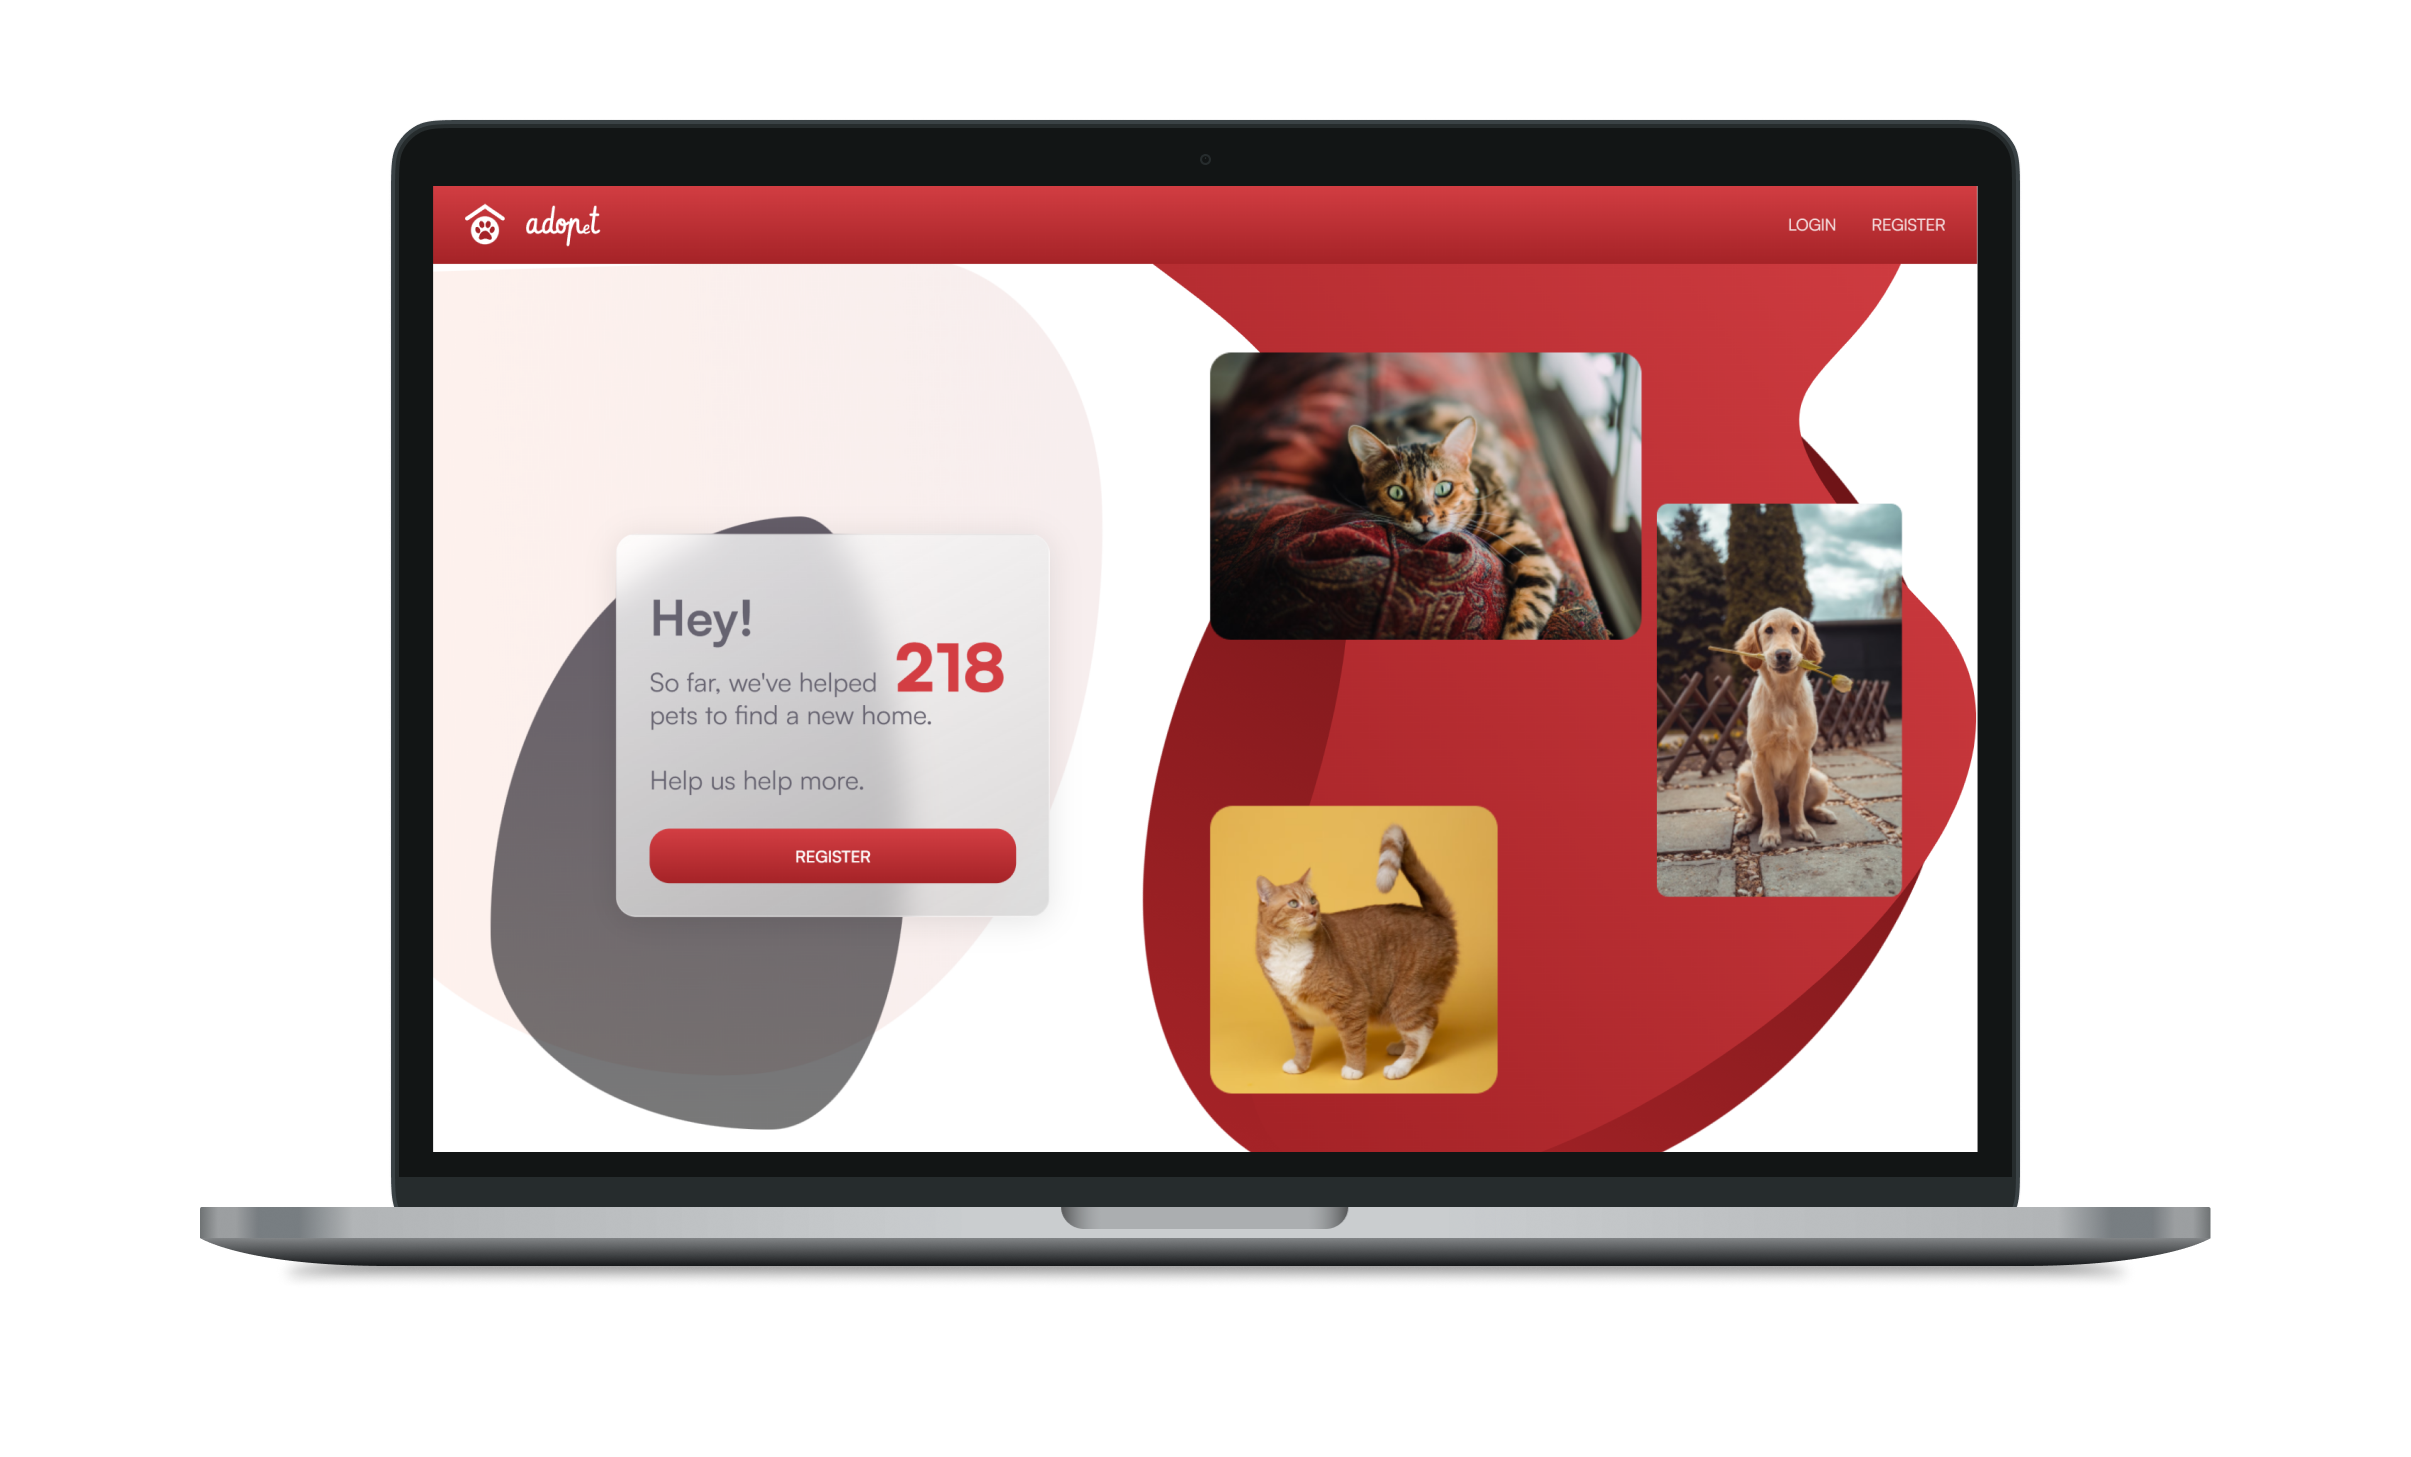 adopet
LOGIN
REGISTER
Hey!
So far, we've helped 218
pets to find a new home.
Help us help more.
REGISTER